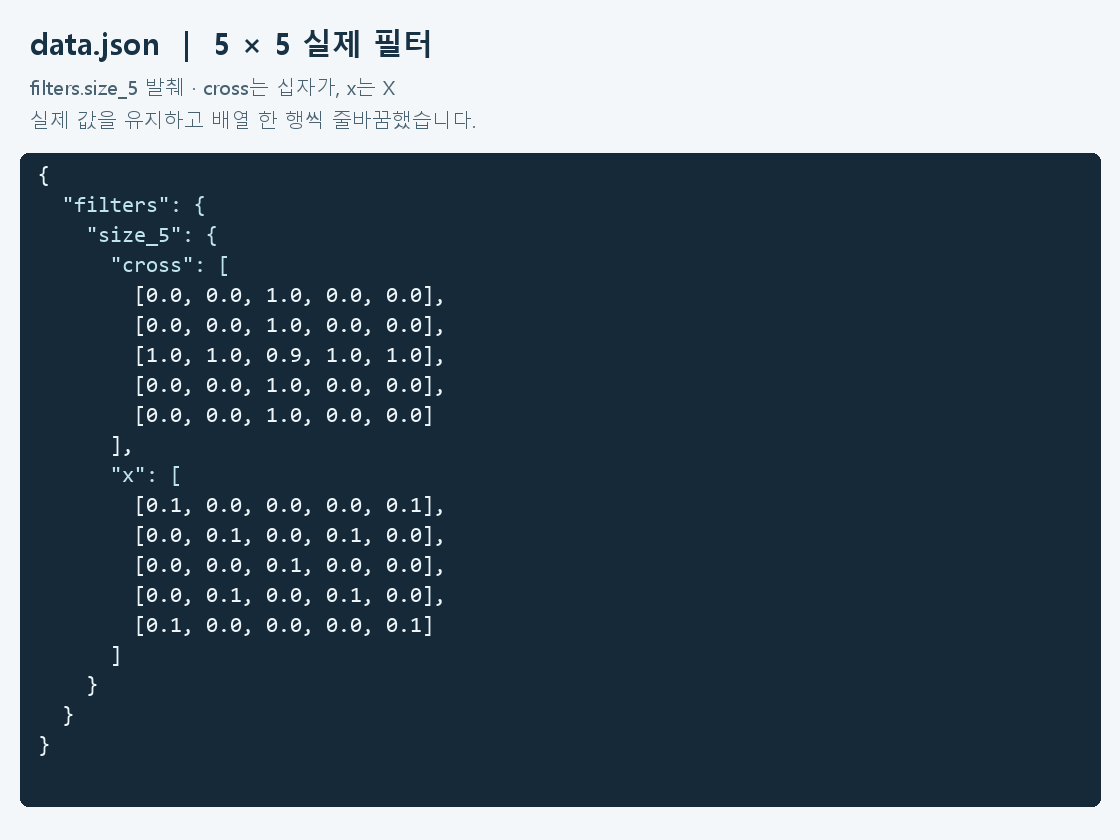 data.json | 5 × 5 실제 필터
filters.size_5 발췌 · cross는 십자가, x는 X
실제 값을 유지하고 배열 한 행씩 줄바꿈했습니다.
{
  "filters": {
    "size_5": {
      "cross": [
        [0.0, 0.0, 1.0, 0.0, 0.0],
        [0.0, 0.0, 1.0, 0.0, 0.0],
        [1.0, 1.0, 0.9, 1.0, 1.0],
        [0.0, 0.0, 1.0, 0.0, 0.0],
        [0.0, 0.0, 1.0, 0.0, 0.0]
      ],
      "x": [
        [0.1, 0.0, 0.0, 0.0, 0.1],
        [0.0, 0.1, 0.0, 0.1, 0.0],
        [0.0, 0.0, 0.1, 0.0, 0.0],
        [0.0, 0.1, 0.0, 0.1, 0.0],
        [0.1, 0.0, 0.0, 0.0, 0.1]
      ]
    }
  }
}